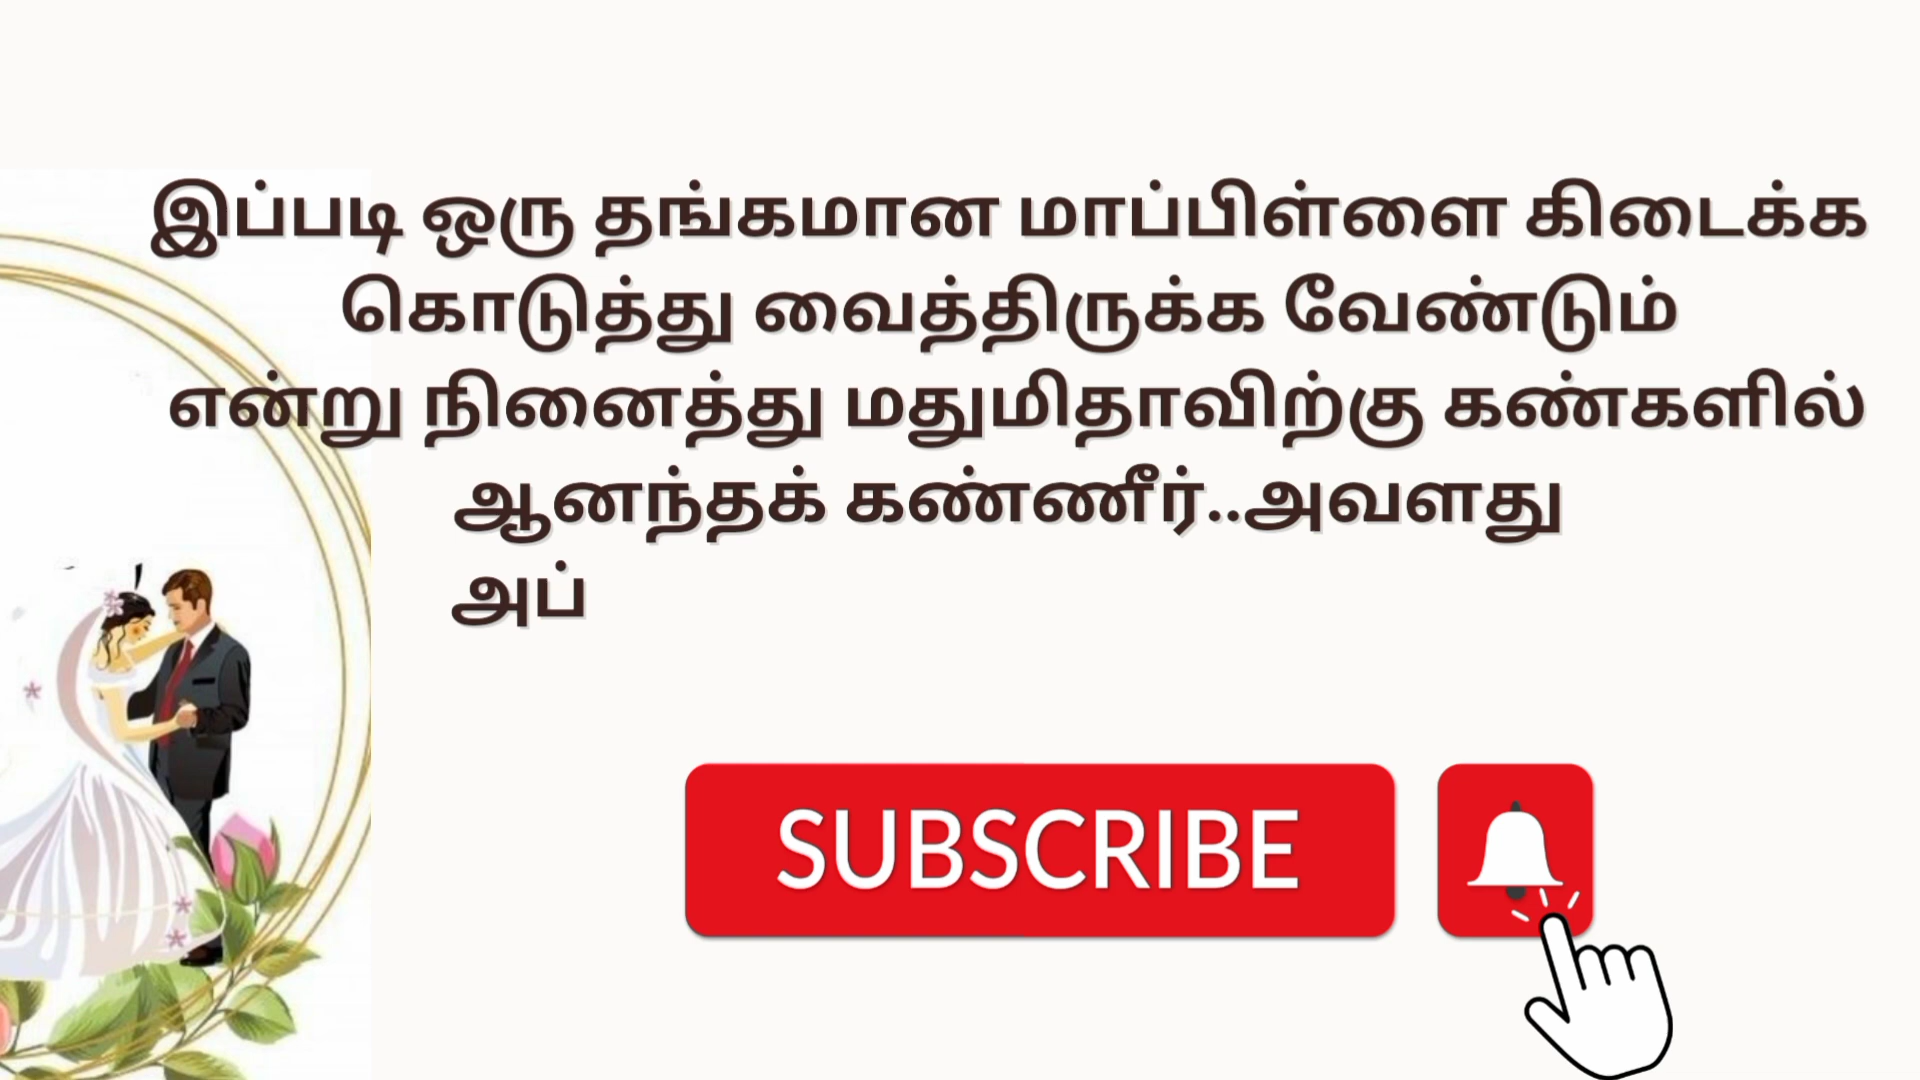 இப்படி ஒரு தங்கமான மாப்பிள்ளை கிடைக்க
கொடுத்து வைத்திருக்க வேண்டும்
என்று நினைத்து மதுமிதாவிற்கு கண்களில்
ஆனந்தக் கண்ணீர்..அவளது
அப்
SUBSCRIBE